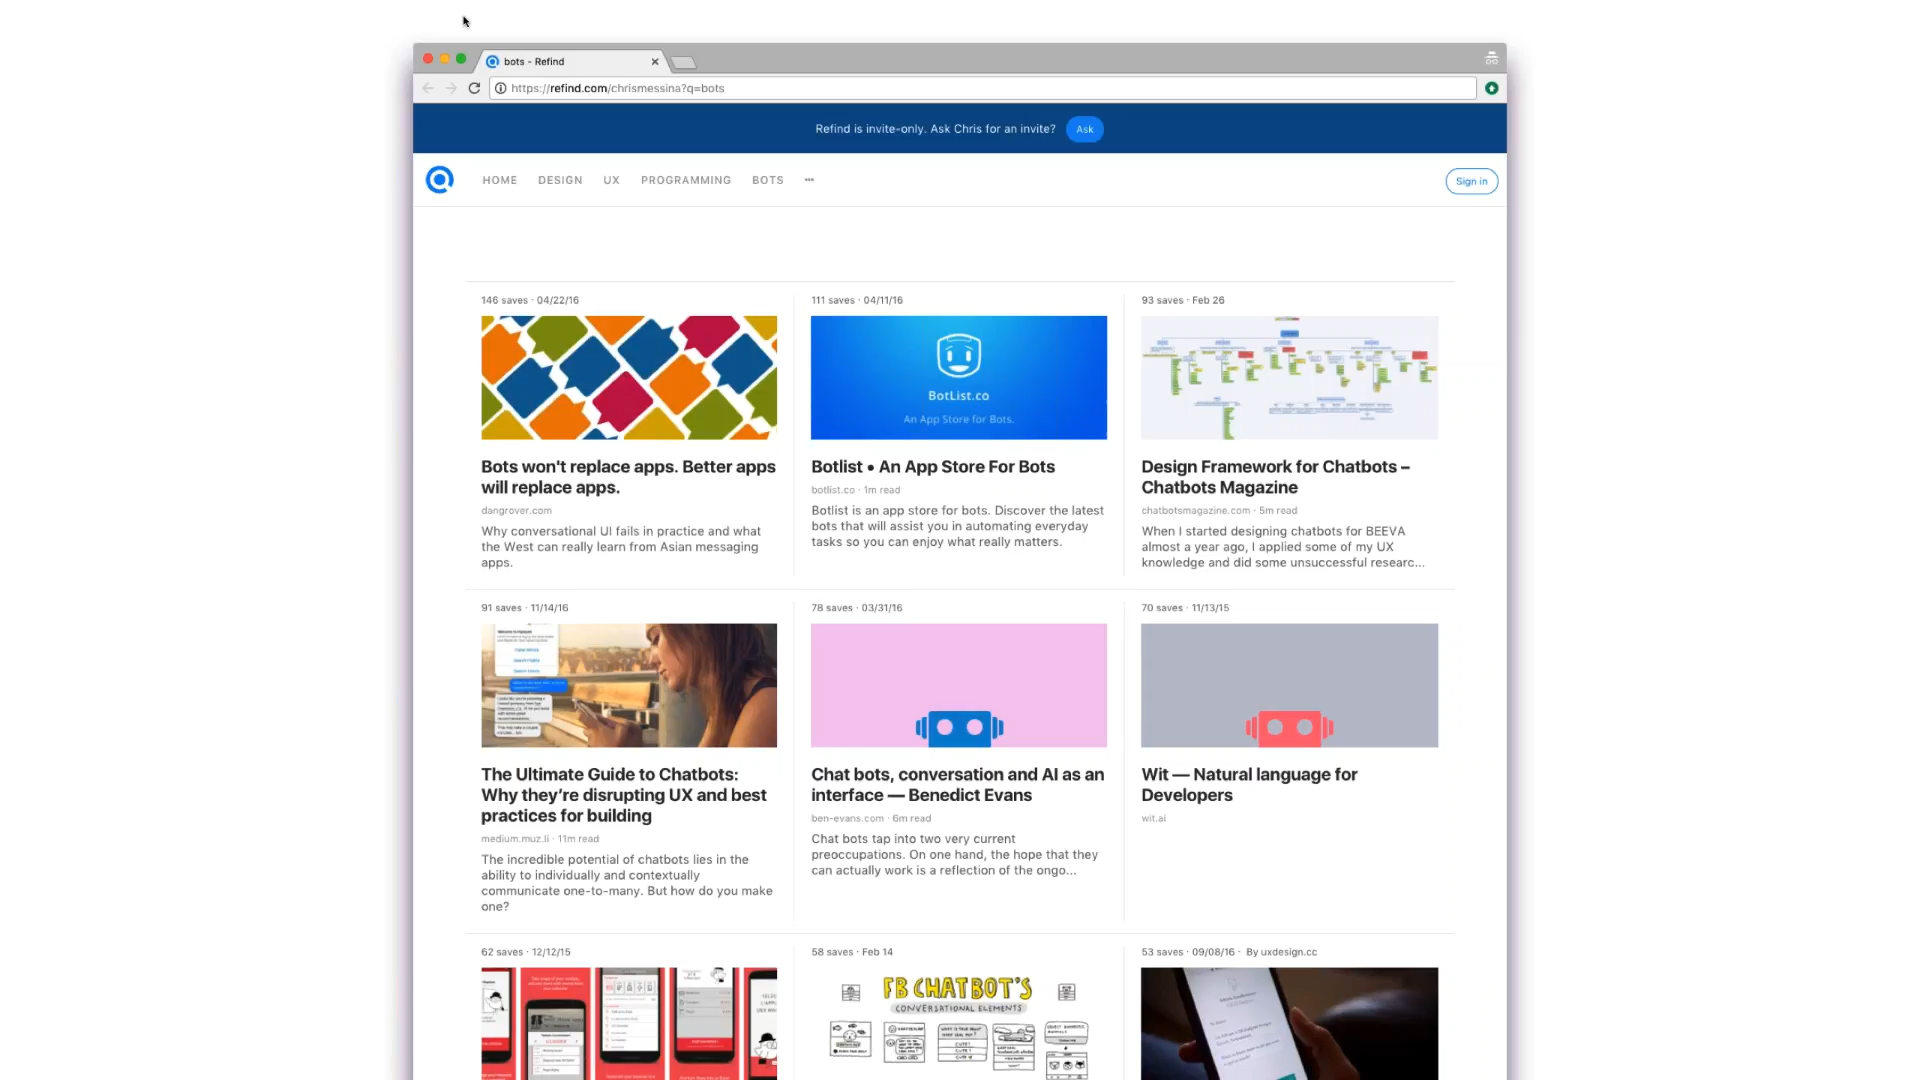 bots - Refind
https://refind.com/chrismessina?q=bots
Refind is invite-only. Ask Chris for an invite? Ask
HOME DESIGN UX PROGRAMMING BOTS ••• Sign in
146 saves · 04/22/16
Bots won't replace apps. Better apps
will replace apps.
dangrover.com
Why conversational UI fails in practice and what
the West can really learn from Asian messaging
apps.
111 saves · 04/11/16
BotList.co
An App Store for Bots.
Botlist • An App Store For Bots
botlist.co · 1m read
Botlist is an app store for bots. Discover the latest
bots that will assist you in automating everyday
tasks so you can enjoy what really matters.
93 saves · Feb 26
Design Framework for Chatbots –
Chatbots Magazine
chatbotsmagazine.com · 5m read
When I started designing chatbots for BEEVA
almost a year ago, I applied some of my UX
knowledge and did some unsuccessful researc...
91 saves · 11/14/16
The Ultimate Guide to Chatbots:
Why they’re disrupting UX and best
practices for building
medium.muz.li · 11m read
The incredible potential of chatbots lies in the
ability to individually and contextually
communicate one-to-many. But how do you make
one?
78 saves · 03/31/16
Chat bots, conversation and AI as an
interface — Benedict Evans
ben-evans.com · 6m read
Chat bots tap into two very current
preoccupations. On one hand, the hope that they
can actually work is a reflection of the ongo...
70 saves · 11/13/15
Wit — Natural language for
Developers
wit.ai
62 saves · 12/12/15
58 saves · Feb 14
FB CHATBOT'S
CONVERSATIONAL ELEMENTS
53 saves · 09/08/16 · By uxdesign.cc